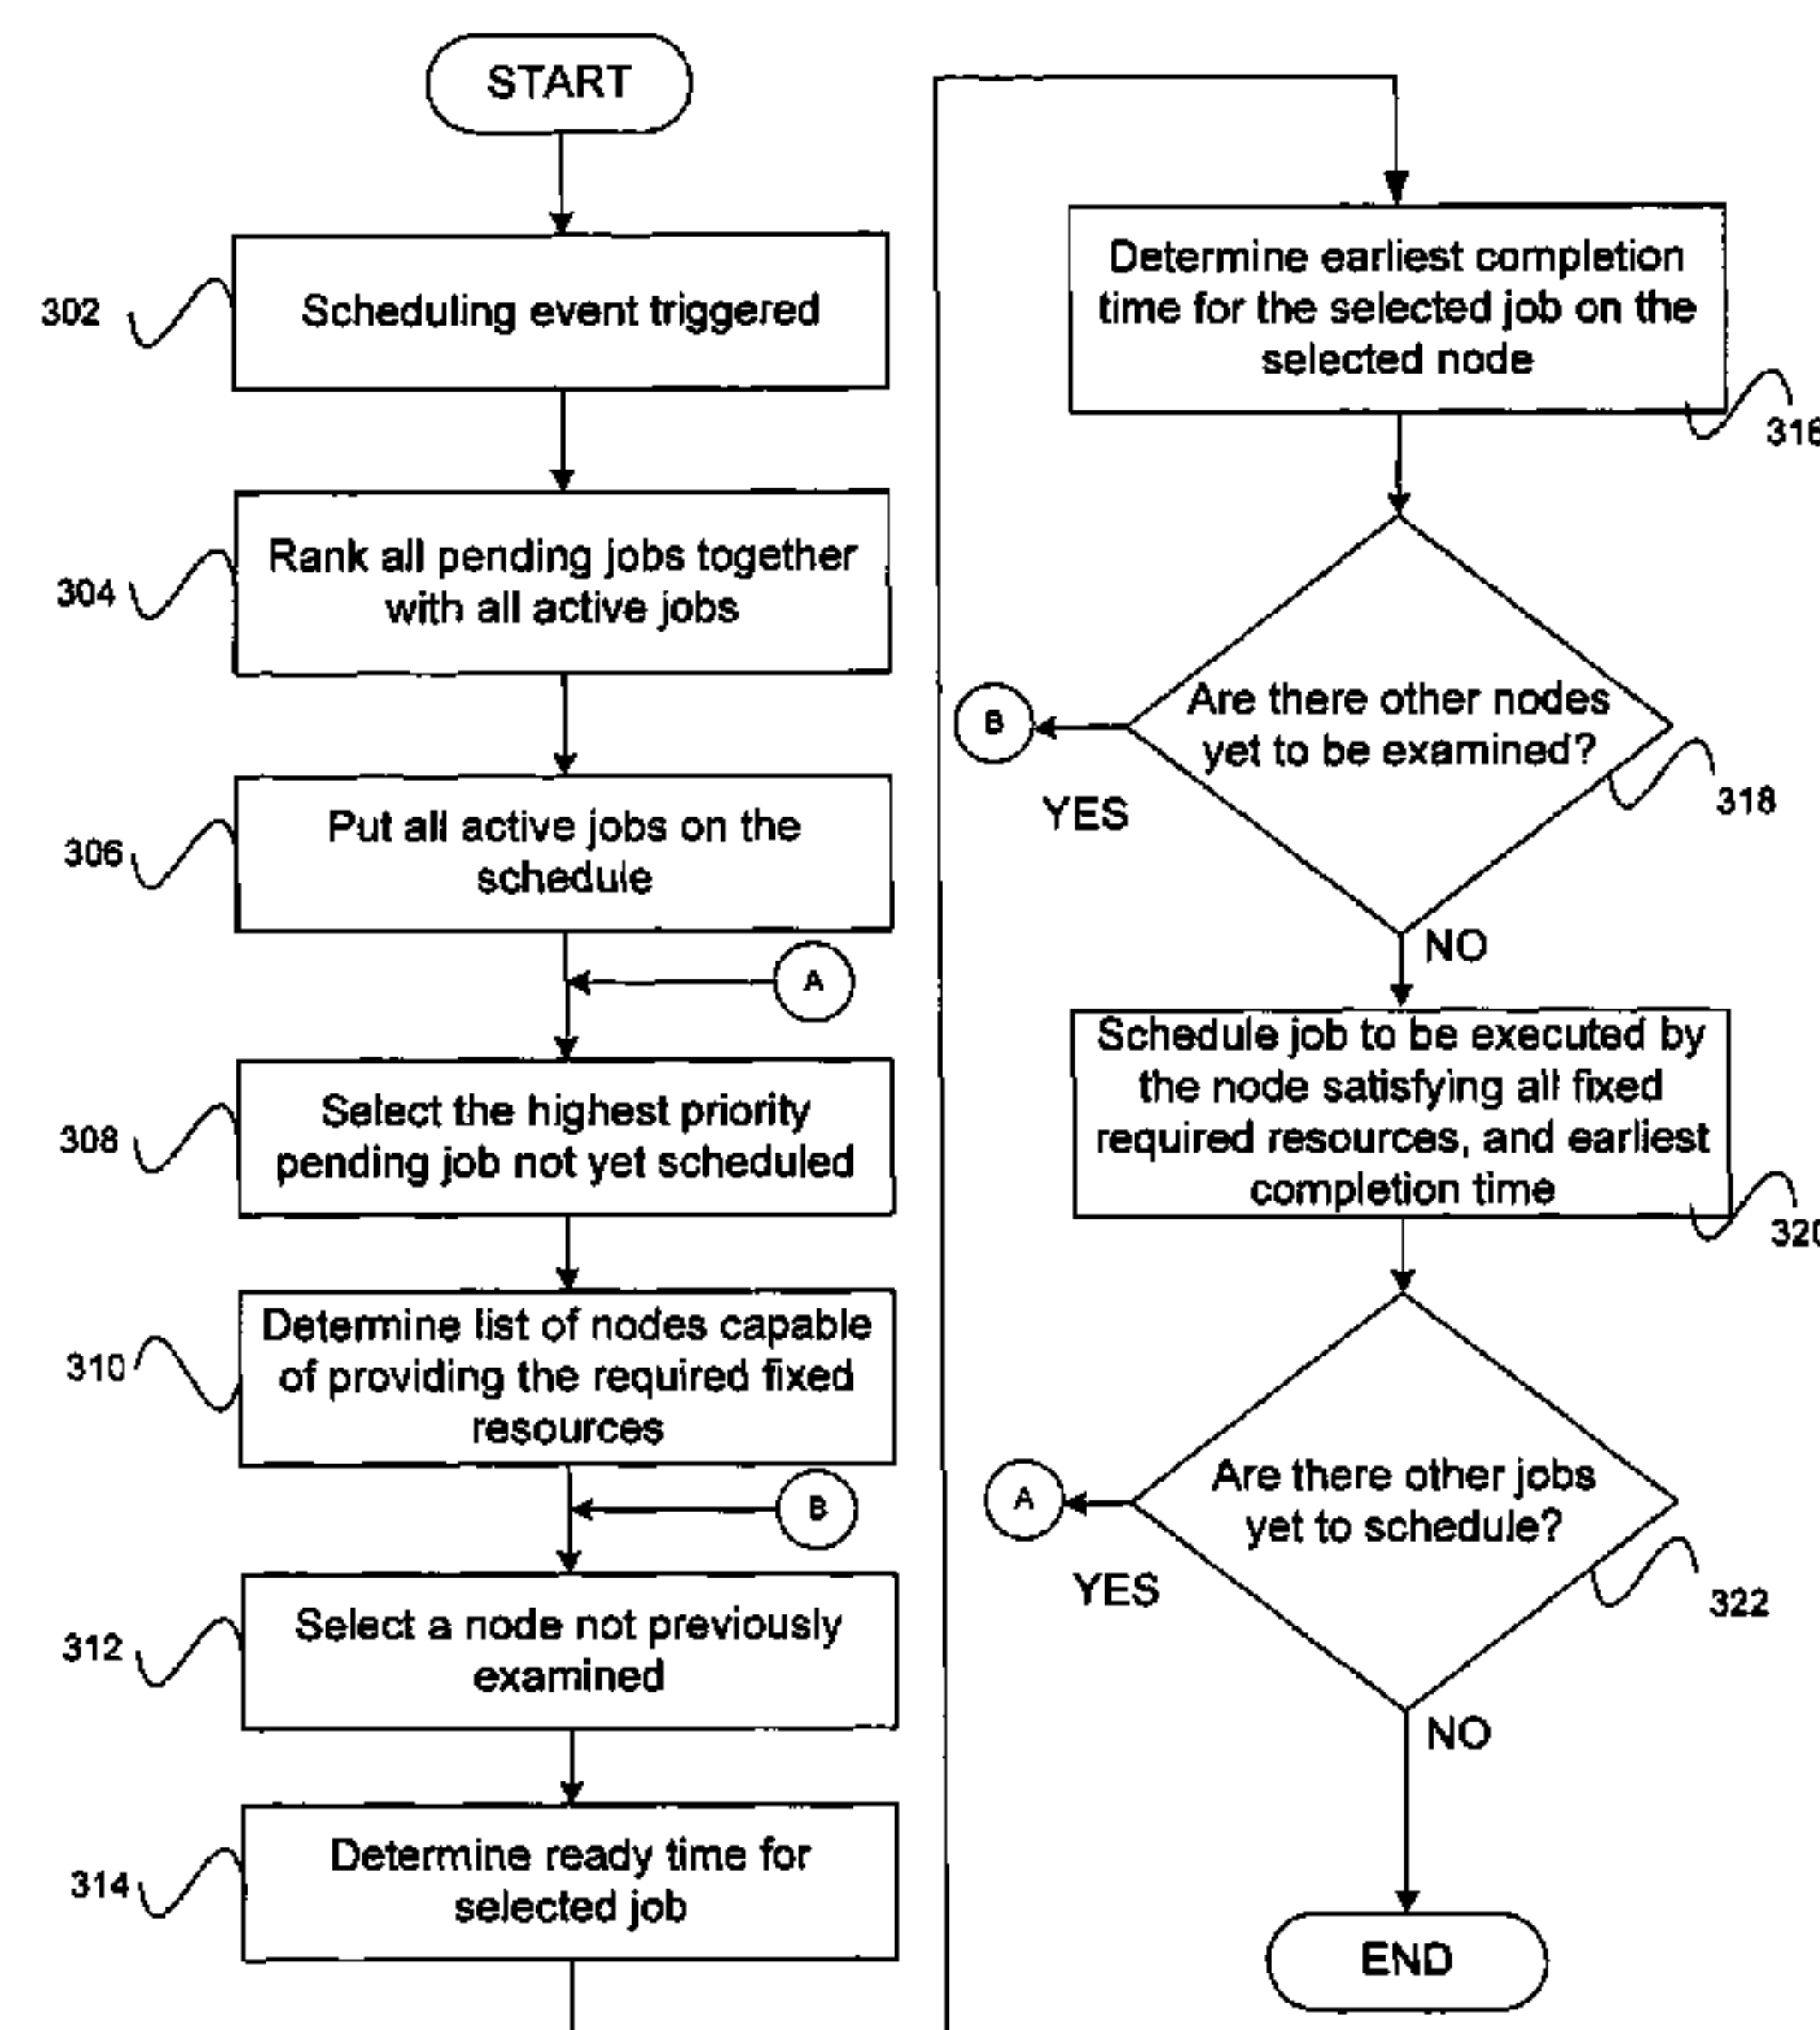 START
302
Scheduling event triggered
304
Rank all pending jobs together
with all active jobs
306
Put all active jobs on the
schedule
A
308
Select the highest priority
pending job not yet scheduled
310
Determine list of nodes capable
of providing the required fixed
resources
B
312
Select a node not previously
examined
314
Determine ready time for
selected job
Determine earliest completion
time for the selected job on the
selected node
316
Are there other nodes
yet to be examined?
318
B
YES
NO
Schedule job to be executed by
the node satisfying all fixed
required resources, and earliest
completion time
320
Are there other jobs
yet to schedule?
322
A
YES
NO
END